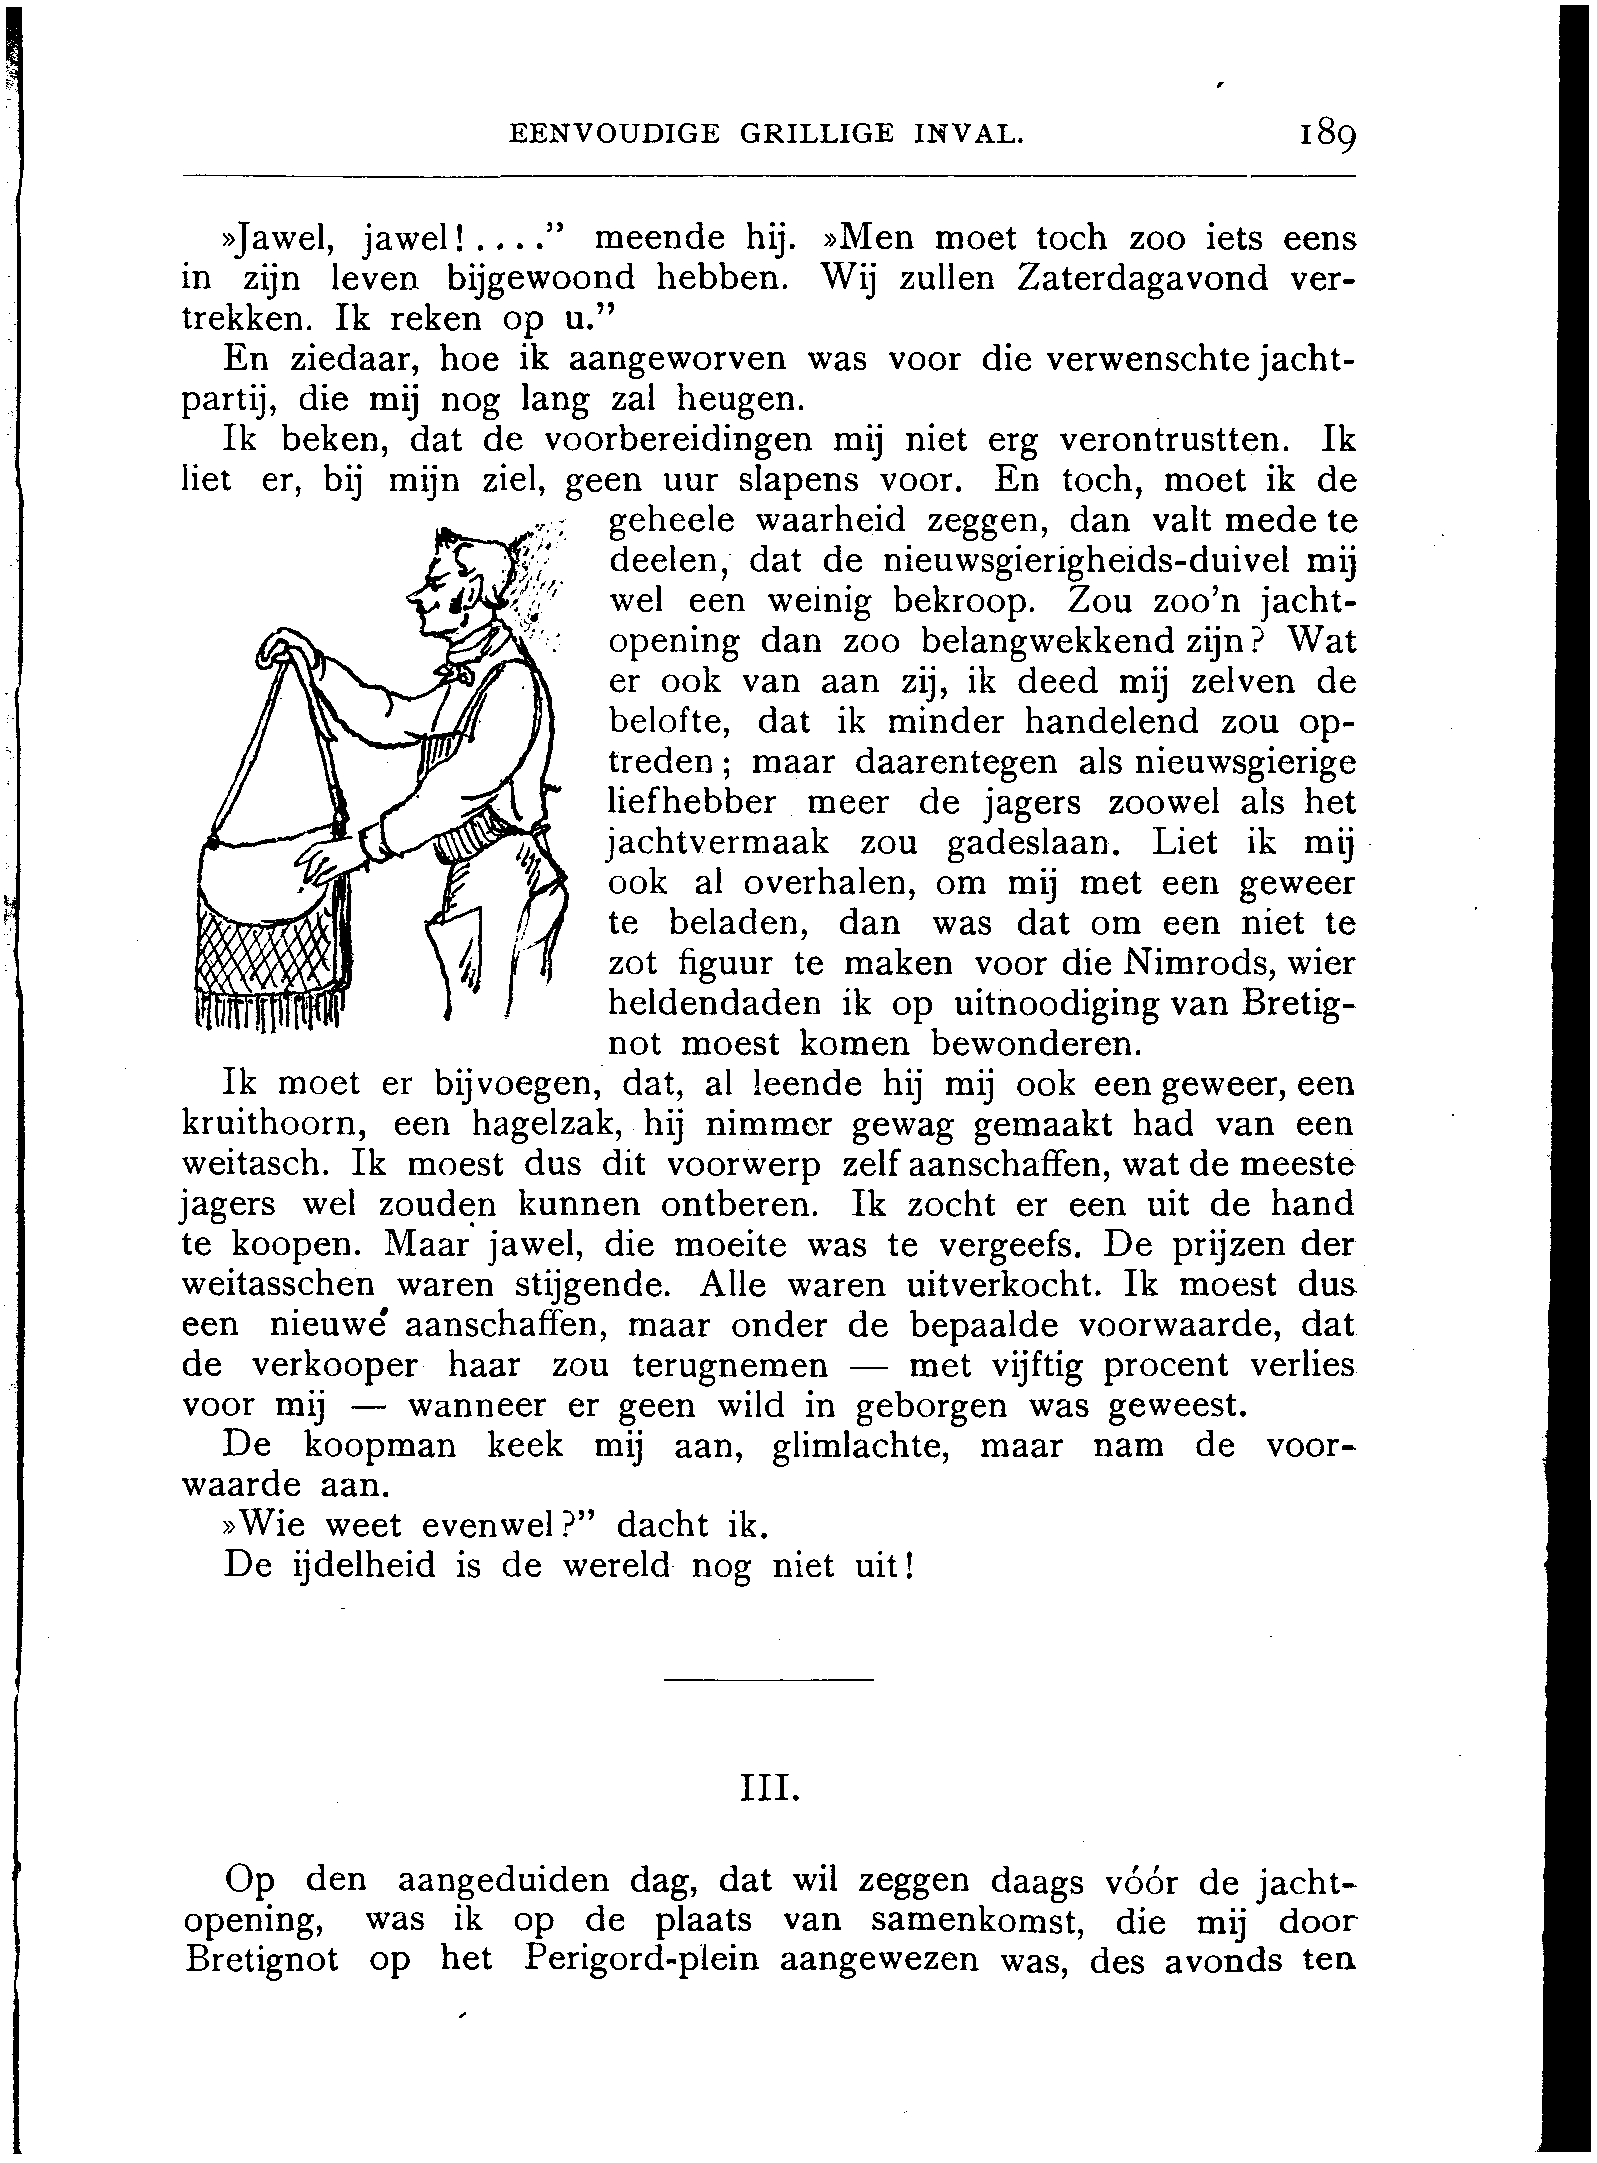 EENVOUDIGE GRILLIGE INVAL. 189
»Jawel, jawel!....” meende hij. »Men moet toch zoo iets eens
in zijn leven bijgewoond hebben. Wij zullen Zaterdagavond ver-
trekken. Ik reken op u.”
En ziedaar, hoe ik aangeworven was voor die verwenschte jacht-
partij, die mij nog lang zal heugen.
Ik beken, dat de voorbereidingen mij niet erg verontrustten. Ik
liet er, bij mijn ziel, geen uur slapens voor. En toch, moet ik de
geheele waarheid zeggen, dan valt mede te
deelen, dat de nieuwsgierigheids-duivel mij
wel een weinig bekroop. Zou zoo’n jacht-
opening dan zoo belangwekkend zijn? Wat
er ook van aan zij, ik deed mij zelven de
belofte, dat ik minder handelend zou op-
treden; maar daarentegen als nieuwsgierige
liefhebber meer de jagers zoowel als het
jachtvermaak zou gadeslaan. Liet ik mij
ook al overhalen, om mij met een geweer
te beladen, dan was dat om een niet te
zot figuur te maken voor die Nimrods, wier
heldendaden ik op uitnoodiging van Bretig-
not moest komen bewonderen.
Ik moet er bijvoegen, dat, al leende hij mij ook een geweer, een
kruithoorn, een hagelzak, hij nimmer gewag gemaakt had van een
weitasch. Ik moest dus dit voorwerp zelf aanschaffen, wat de meeste
jagers wel zouden kunnen ontberen. Ik zocht er een uit de hand
te koopen. Maar jawel, die moeite was te vergeefs. De prijzen der
weitasschen waren stijgende. Alle waren uitverkocht. Ik moest dus
een nieuwe aanschaffen, maar onder de bepaalde voorwaarde, dat
de verkooper haar zou terugnemen — met vijftig procent verlies
voor mij — wanneer er geen wild in geborgen was geweest.
De koopman keek mij aan, glimlachte, maar nam de voor-
waarde aan.
»Wie weet evenwel?” dacht ik.
De ijdelheid is de wereld nog niet uit!
III.
Op den aangeduiden dag, dat wil zeggen daags vóór de jacht-
opening, was ik op de plaats van samenkomst, die mij door
Bretignot op het Perigord-plein aangewezen was, des avonds ten